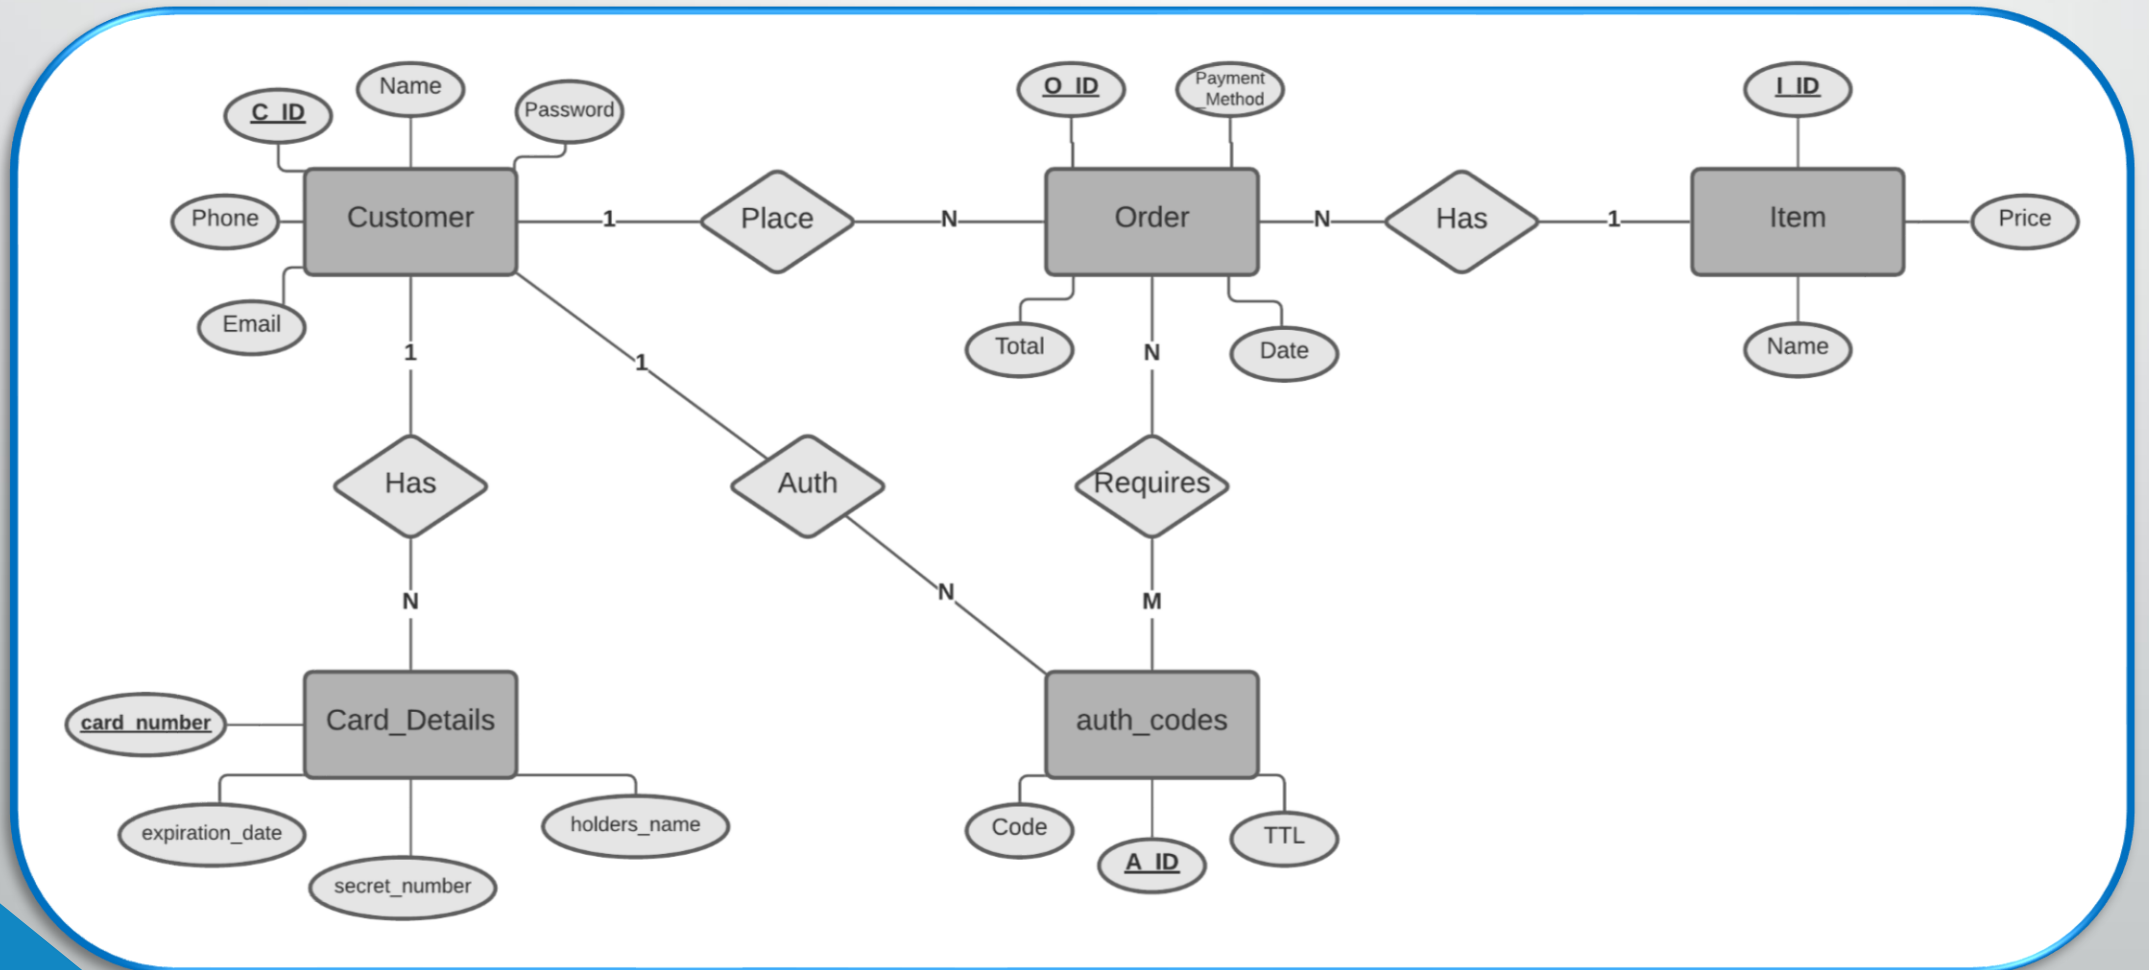 Name
C_ID
Password
Phone
Customer
Email
1
Place
N
O_ID
Payment
_Method
Order
Total
Date
N
Has
1
I_ID
Item
Price
Name
1
Has
N
1
Auth
N
N
Requires
M
Card_Details
card_number
expiration_date
secret_number
holders_name
auth_codes
Code
A_ID
TTL